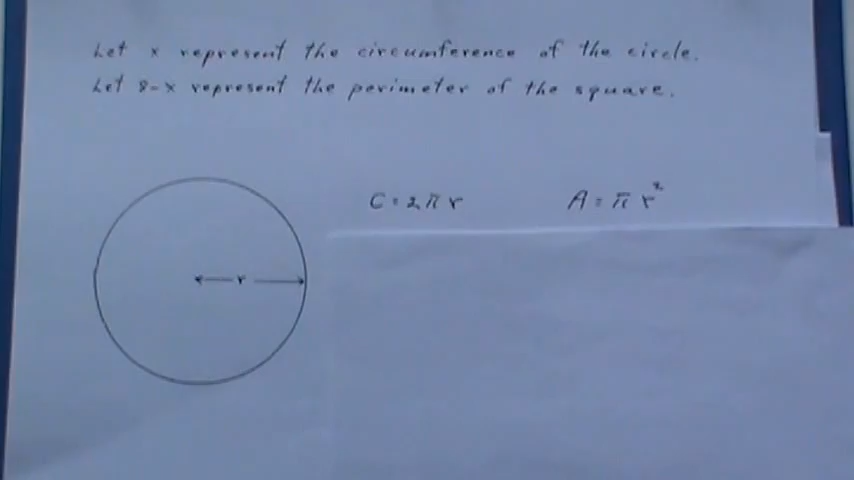 Let x represent the circumference of the circle.
Let 8-x represent the perimeter of the square.
C = 2πr A = πr²
r